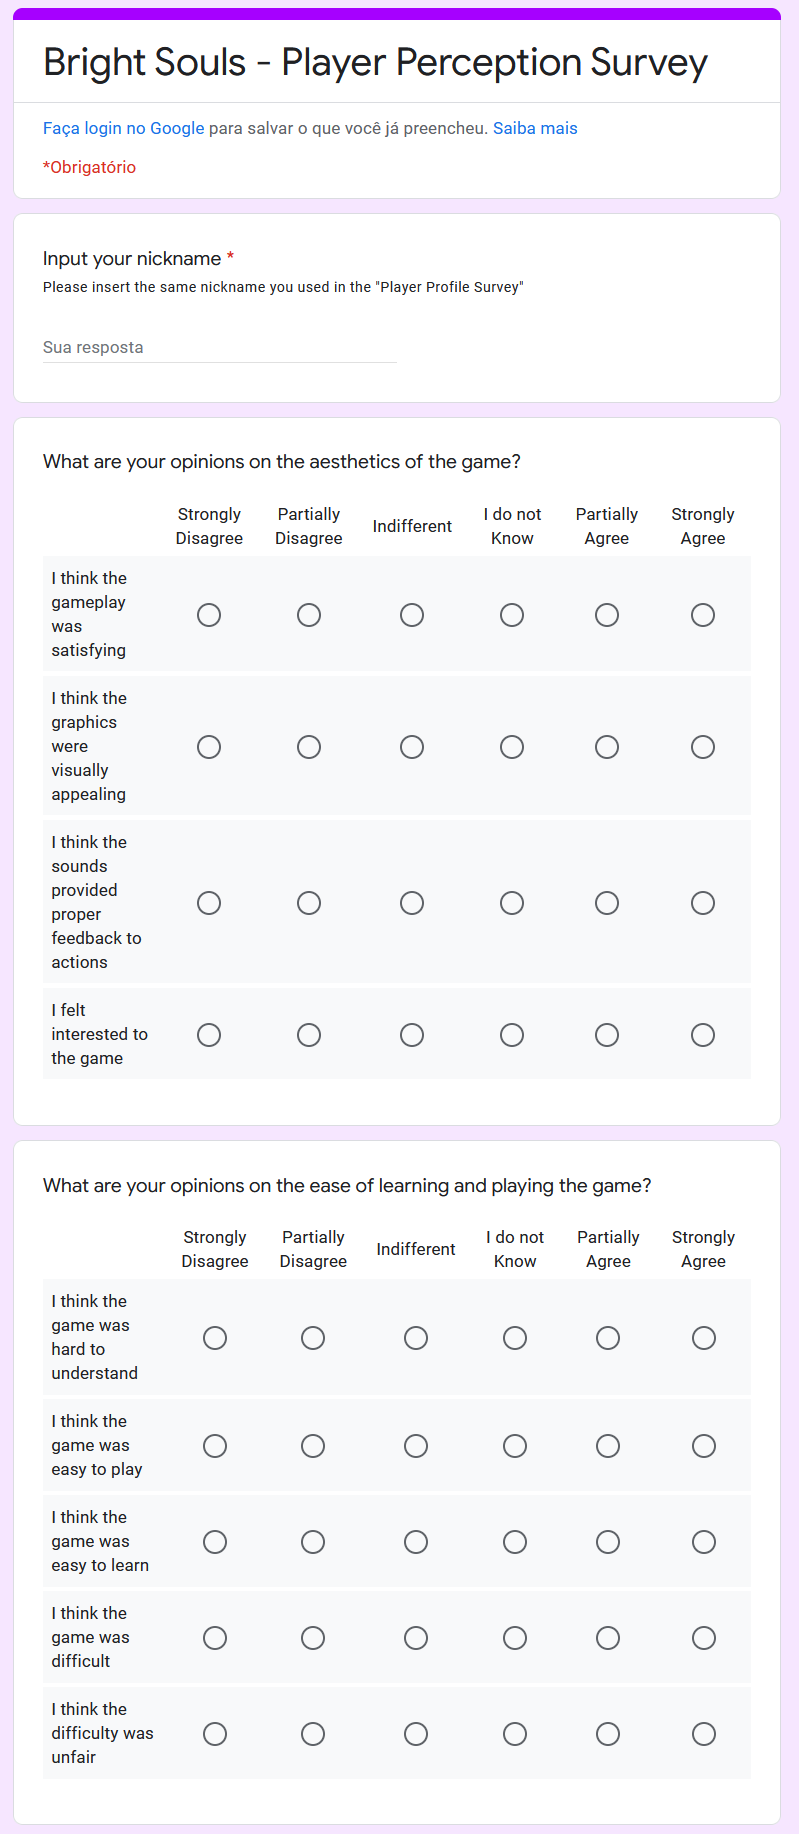 Bright Souls - Player Perception Survey
Faça login no Google para salvar o que você já preencheu. Saiba mais
*Obrigatório
Input your nickname *
Please insert the same nickname you used in the "Player Profile Survey"
Sua resposta
What are your opinions on the aesthetics of the game?
Strongly Disagree
Partially Disagree
Indifferent
I do not Know
Partially Agree
Strongly Agree
I think the
gameplay
was
satisfying
I think the
graphics
were
visually
appealing
I think the
sounds
provided
proper
feedback to
actions
I felt
interested to
the game
What are your opinions on the ease of learning and playing the game?
Strongly Disagree
Partially Disagree
Indifferent
I do not Know
Partially Agree
Strongly Agree
I think the
game was
hard to
understand
I think the
game was
easy to play
I think the
game was
easy to learn
I think the
game was
difficult
I think the
difficulty was
unfair